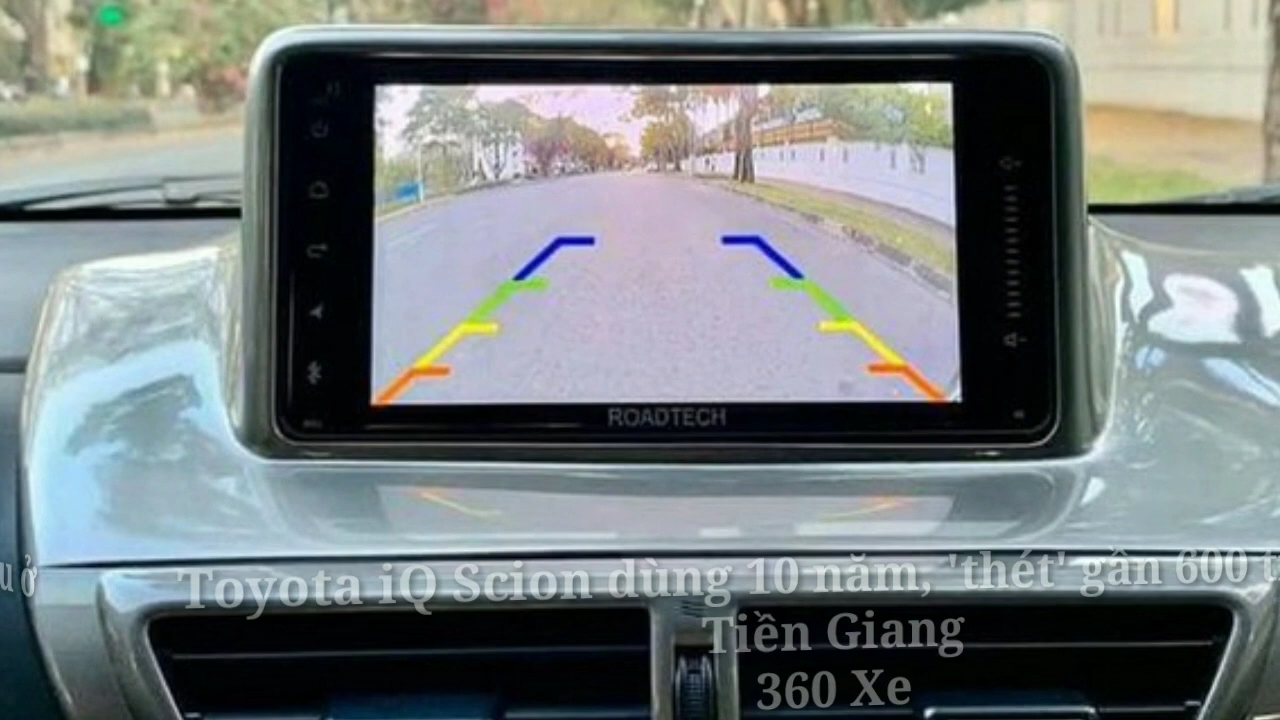 ROADTECH
u ở
Toyota iQ Scion dùng 10 năm, 'thét' gần 600 t
Tiền Giang
360 Xe